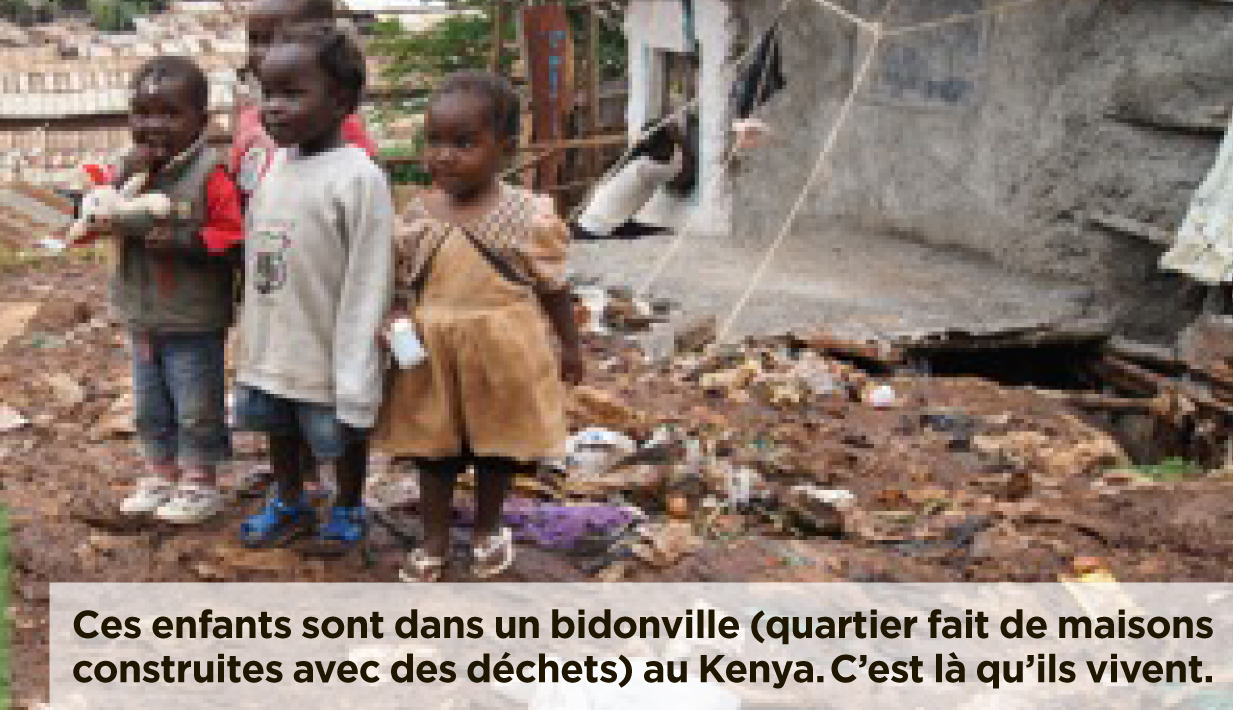 Ces enfants sont dans un bidonville (quartier fait de maisons
construites avec des déchets) au Kenya. C’est là qu’ils vivent.